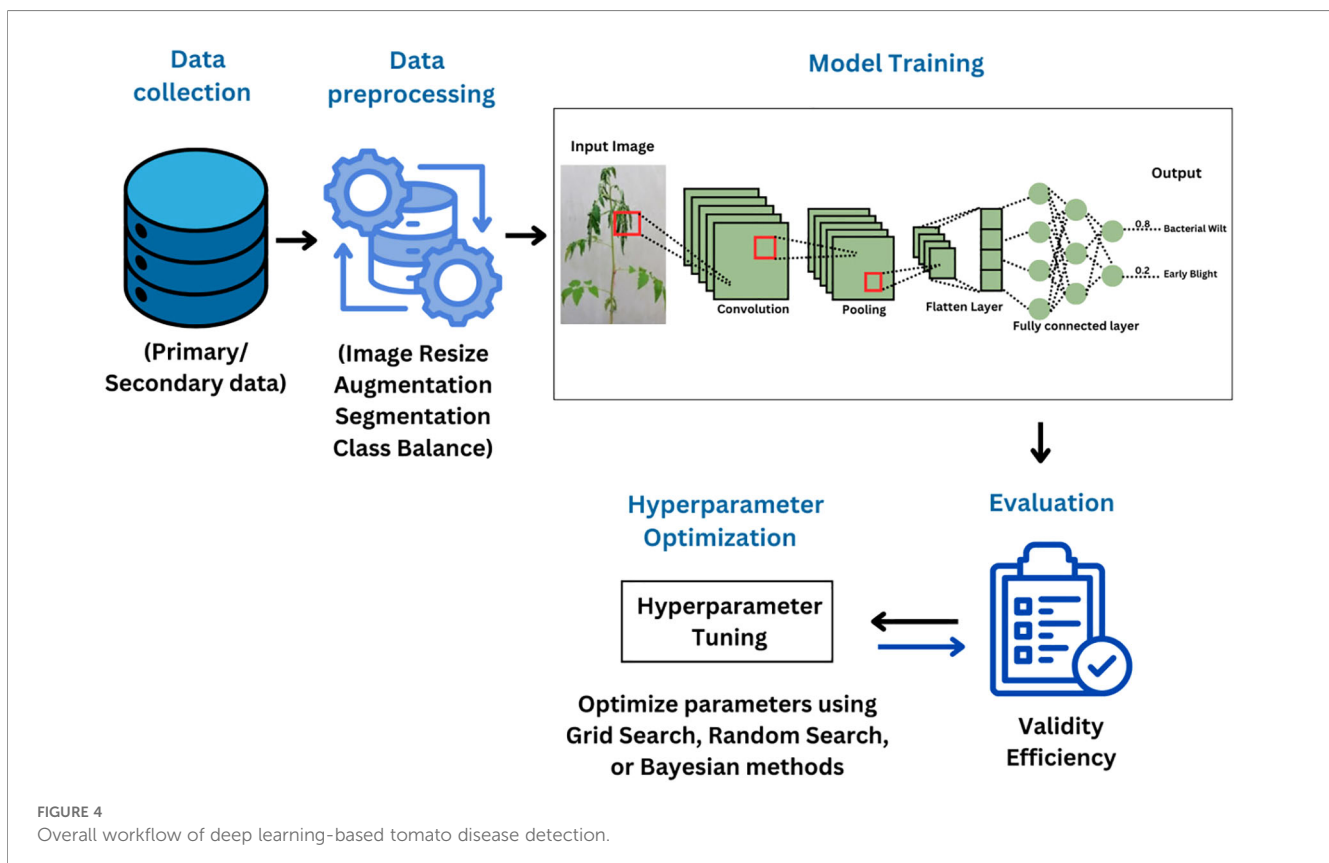 Data
collection
(Primary/
Secondary data)
Data
preprocessing
(Image Resize
Augmentation
Segmentation
Class Balance)
Model Training
Input Image
Convolution
Pooling
Flatten Layer
Fully connected layer
Output
0.8
Bacterial Wilt
0.2
Early Blight
Hyperparameter
Optimization
Hyperparameter
Tuning
Optimize parameters using
Grid Search, Random Search,
or Bayesian methods
Evaluation
Validity
Efficiency
FIGURE 4
Overall workflow of deep learning-based tomato disease detection.